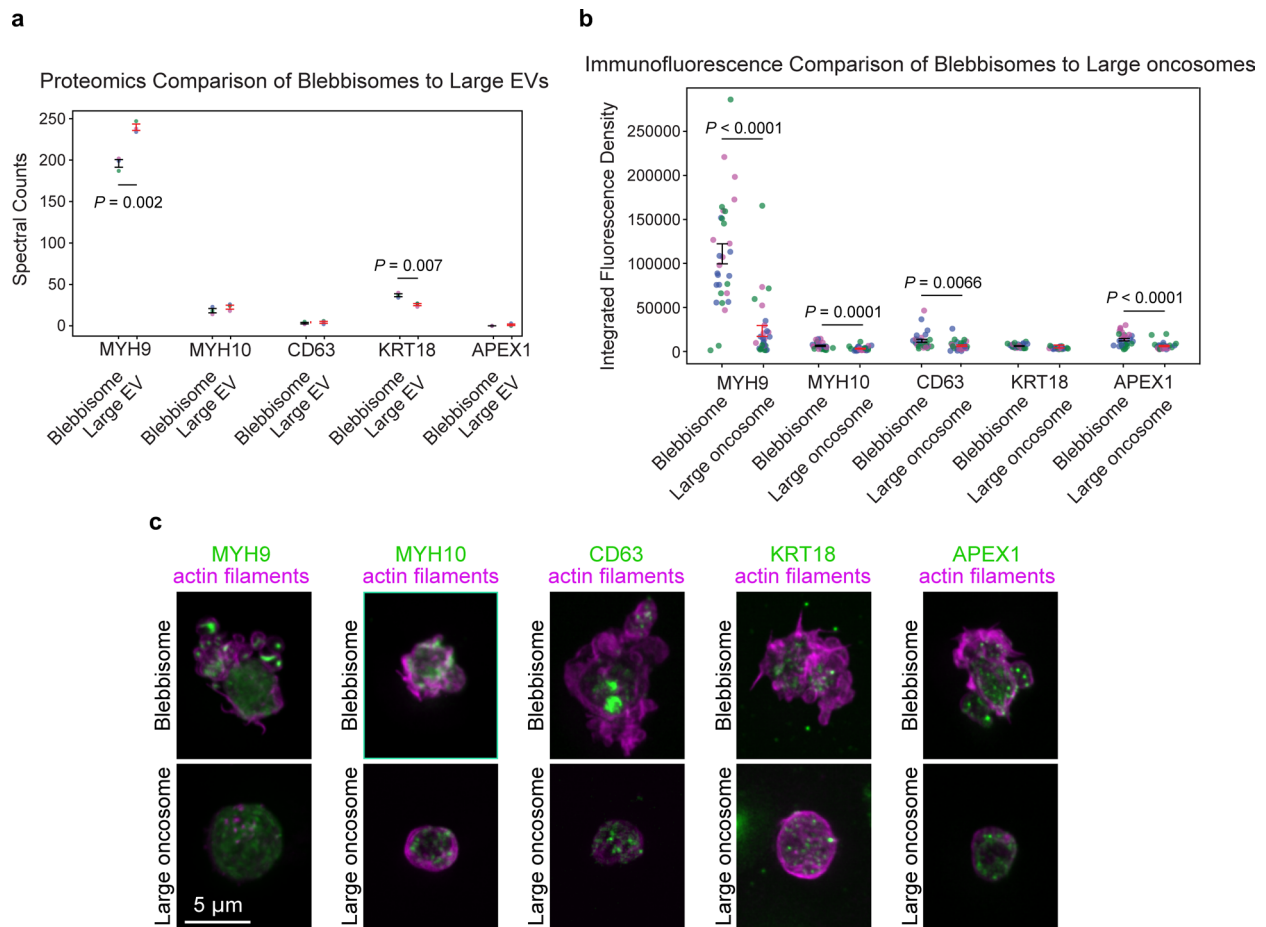 a
Proteomics Comparison of Blebbisomes to Large EVs
Spectral Counts
250
200
150
100
50
0
P = 0.002
P = 0.007
MYH9
MYH10
CD63
KRT18
APEX1
Blebbisome
Large EV
Blebbisome
Large EV
Blebbisome
Large EV
Blebbisome
Large EV
Blebbisome
Large EV
b
Immunofluorescence Comparison of Blebbisomes to Large oncosomes
Integrated Fluorescence Density
250000
200000
150000
100000
50000
0
P < 0.0001
P = 0.0001
P = 0.0066
P < 0.0001
MYH9
MYH10
CD63
KRT18
APEX1
Blebbisome
Large oncosome
Blebbisome
Large oncosome
Blebbisome
Large oncosome
Blebbisome
Large oncosome
Blebbisome
Large oncosome
c
MYH9
actin filaments
MYH10
actin filaments
CD63
actin filaments
KRT18
actin filaments
APEX1
actin filaments
Blebbisome
Blebbisome
Blebbisome
Blebbisome
Blebbisome
Large oncosome
Large oncosome
Large oncosome
Large oncosome
Large oncosome
5 μm